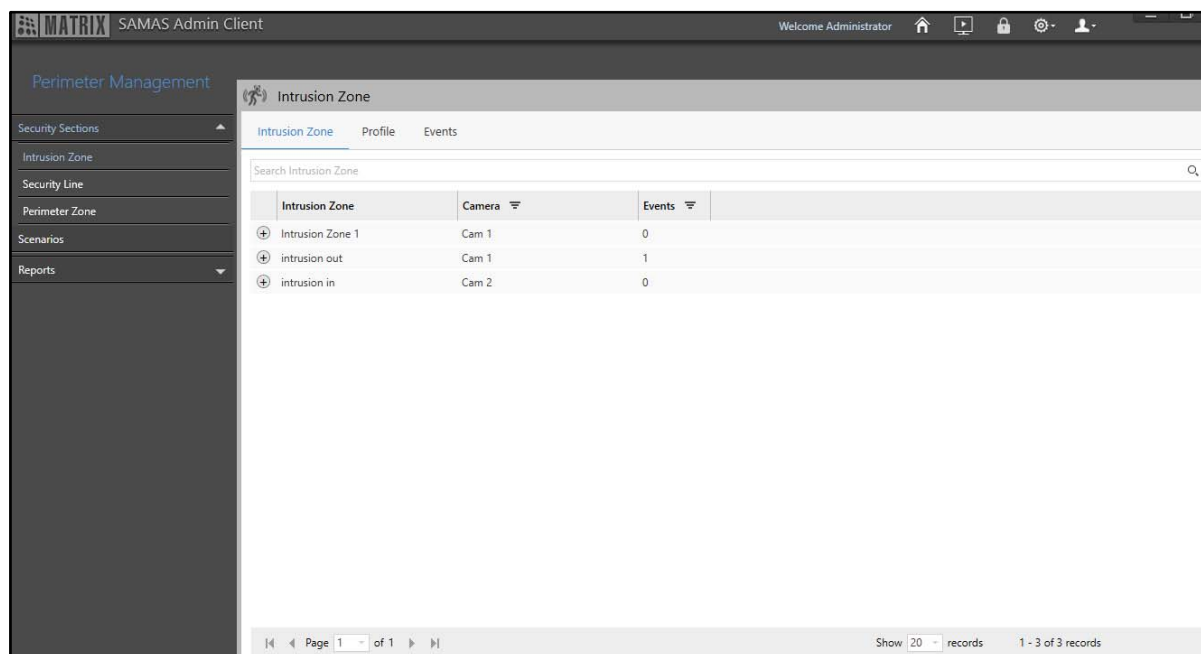 MATRIX SAMAS Admin Client
Welcome Administrator
Perimeter Management
Security Sections
Intrusion Zone
Security Line
Perimeter Zone
Scenarios
Reports
Intrusion Zone
Intrusion Zone Profile Events
Search Intrusion Zone
Intrusion Zone Camera Events
Intrusion Zone 1 Cam 1 0
intrusion out Cam 1 1
intrusion in Cam 2 0
Page 1 of 1 Show 20 records 1 - 3 of 3 records